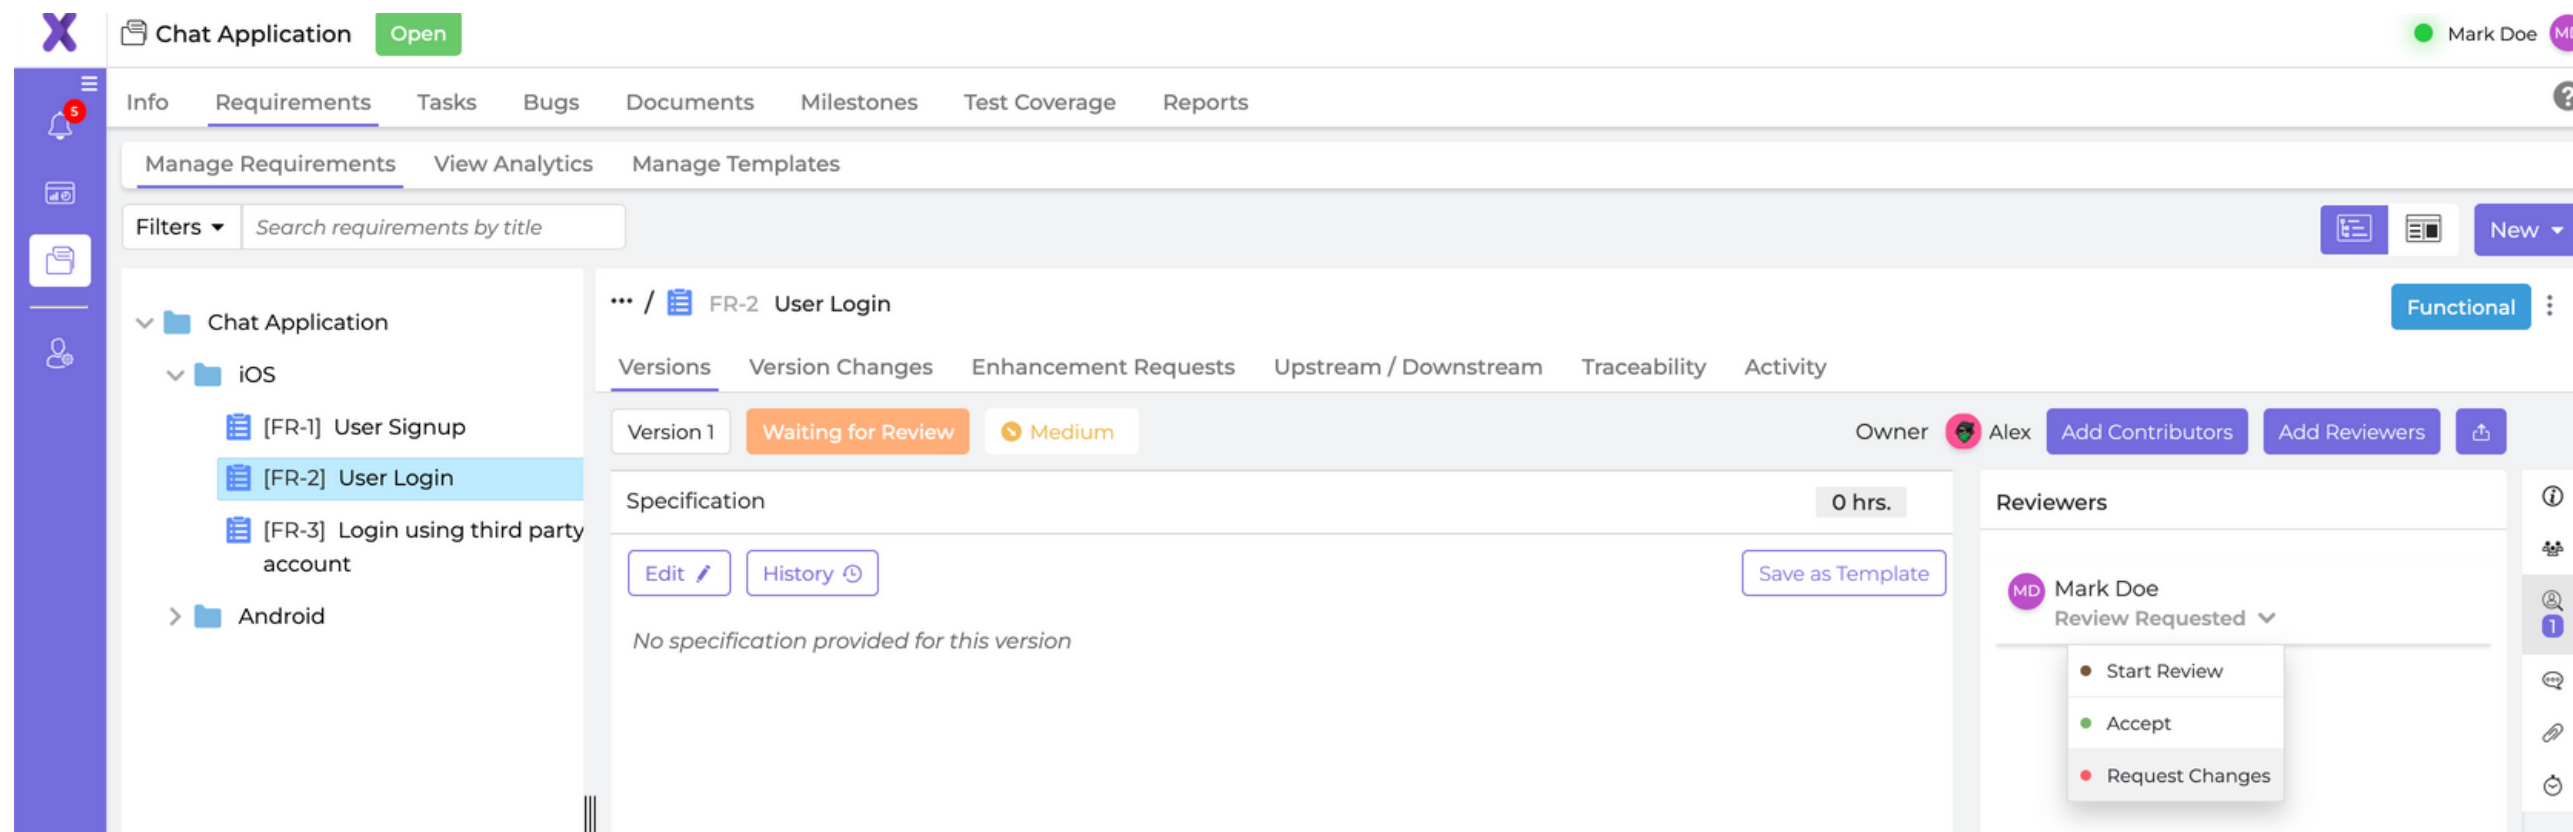 Chat Application Open Mark Doe MD
5
Info Requirements Tasks Bugs Documents Milestones Test Coverage Reports ?
Manage Requirements View Analytics Manage Templates
Filters Search requirements by title New
Chat Application
iOS
[FR-1] User Signup
[FR-2] User Login
[FR-3] Login using third party
account
Android
... / FR-2 User Login Functional
Versions Version Changes Enhancement Requests Upstream / Downstream Traceability Activity
Version 1 Waiting for Review Medium Owner Alex Add Contributors Add Reviewers
Specification 0 hrs.
Edit History Save as Template
No specification provided for this version
Reviewers
MD Mark Doe
Review Requested
Start Review
Accept
Request Changes
1